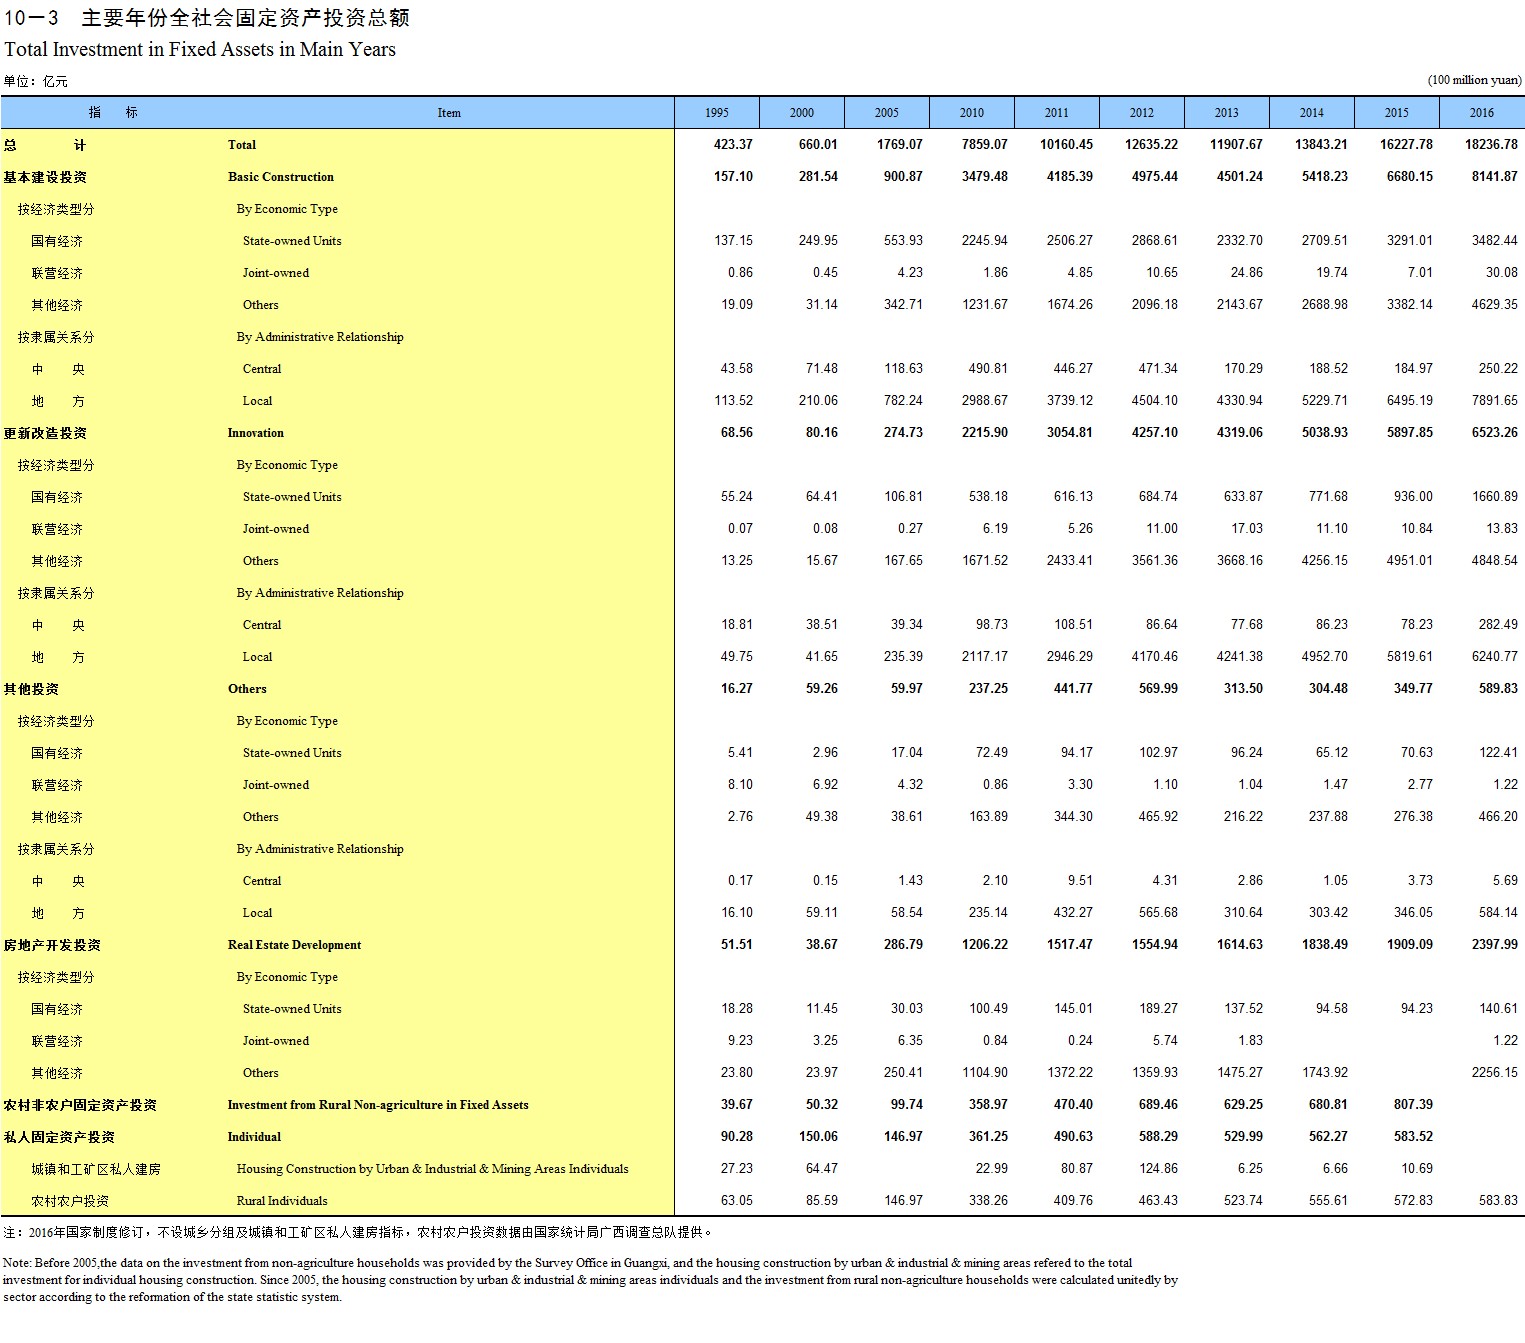 10－3　主要年份全社会固定资产投资总额
Total Investment in Fixed Assets in Main Years
单位：亿元 (100 million yuan)
指 标 Item 1995 2000 2005 2010 2011 2012 2013 2014 2015 2016
总 计 Total 423.37 660.01 1769.07 7859.07 10160.45 12635.22 11907.67 13843.21 16227.78 18236.78
基本建设投资 Basic Construction 157.10 281.54 900.87 3479.48 4185.39 4975.44 4501.24 5418.23 6680.15 8141.87
按经济类型分 By Economic Type
国有经济 State-owned Units 137.15 249.95 553.93 2245.94 2506.27 2868.61 2332.70 2709.51 3291.01 3482.44
联营经济 Joint-owned 0.86 0.45 4.23 1.86 4.85 10.65 24.86 19.74 7.01 30.08
其他经济 Others 19.09 31.14 342.71 1231.67 1674.26 2096.18 2143.67 2688.98 3382.14 4629.35
按隶属关系分 By Administrative Relationship
中 央 Central 43.58 71.48 118.63 490.81 446.27 471.34 170.29 188.52 184.97 250.22
地 方 Local 113.52 210.06 782.24 2988.67 3739.12 4504.10 4330.94 5229.71 6495.19 7891.65
更新改造投资 Innovation 68.56 80.16 274.73 2215.90 3054.81 4257.10 4319.06 5038.93 5897.85 6523.26
按经济类型分 By Economic Type
国有经济 State-owned Units 55.24 64.41 106.81 538.18 616.13 684.74 633.87 771.68 936.00 1660.89
联营经济 Joint-owned 0.07 0.08 0.27 6.19 5.26 11.00 17.03 11.10 10.84 13.83
其他经济 Others 13.25 15.67 167.65 1671.52 2433.41 3561.36 3668.16 4256.15 4951.01 4848.54
按隶属关系分 By Administrative Relationship
中 央 Central 18.81 38.51 39.34 98.73 108.51 86.64 77.68 86.23 78.23 282.49
地 方 Local 49.75 41.65 235.39 2117.17 2946.29 4170.46 4241.38 4952.70 5819.61 6240.77
其他投资 Others 16.27 59.26 59.97 237.25 441.77 569.99 313.50 304.48 349.77 589.83
按经济类型分 By Economic Type
国有经济 State-owned Units 5.41 2.96 17.04 72.49 94.17 102.97 96.24 65.12 70.63 122.41
联营经济 Joint-owned 8.10 6.92 4.32 0.86 3.30 1.10 1.04 1.47 2.77 1.22
其他经济 Others 2.76 49.38 38.61 163.89 344.30 465.92 216.22 237.88 276.38 466.20
按隶属关系分 By Administrative Relationship
中 央 Central 0.17 0.15 1.43 2.10 9.51 4.31 2.86 1.05 3.73 5.69
地 方 Local 16.10 59.11 58.54 235.14 432.27 565.68 310.64 303.42 346.05 584.14
房地产开发投资 Real Estate Development 51.51 38.67 286.79 1206.22 1517.47 1554.94 1614.63 1838.49 1909.09 2397.99
按经济类型分 By Economic Type
国有经济 State-owned Units 18.28 11.45 30.03 100.49 145.01 189.27 137.52 94.58 94.23 140.61
联营经济 Joint-owned 9.23 3.25 6.35 0.84 0.24 5.74 1.83 1.22
其他经济 Others 23.80 23.97 250.41 1104.90 1372.22 1359.93 1475.27 1743.92 2256.15
农村非农户固定资产投资 Investment from Rural Non-agriculture in Fixed Assets 39.67 50.32 99.74 358.97 470.40 689.46 629.25 680.81 807.39
私人固定资产投资 Individual 90.28 150.06 146.97 361.25 490.63 588.29 529.99 562.27 583.52
城镇和工矿区私人建房 Housing Construction by Urban & Industrial & Mining Areas Individuals 27.23 64.47 22.99 80.87 124.86 6.25 6.66 10.69
农村农户投资 Rural Individuals 63.05 85.59 146.97 338.26 409.76 463.43 523.74 555.61 572.83 583.83
注：2016年国家制度修订，不设城乡分组及城镇和工矿区私人建房指标，农村农户投资数据由国家统计局广西调查总队提供。
Note: Before 2005,the data on the investment from non-agriculture households was provided by the Survey Office in Guangxi, and the housing construction by urban & industrial & mining areas refered to the total
investment for individual housing construction. Since 2005, the housing construction by urban & industrial & mining areas individuals and the investment from rural non-agriculture households were calculated unitedly by
sector according to the reformation of the state statistic system.